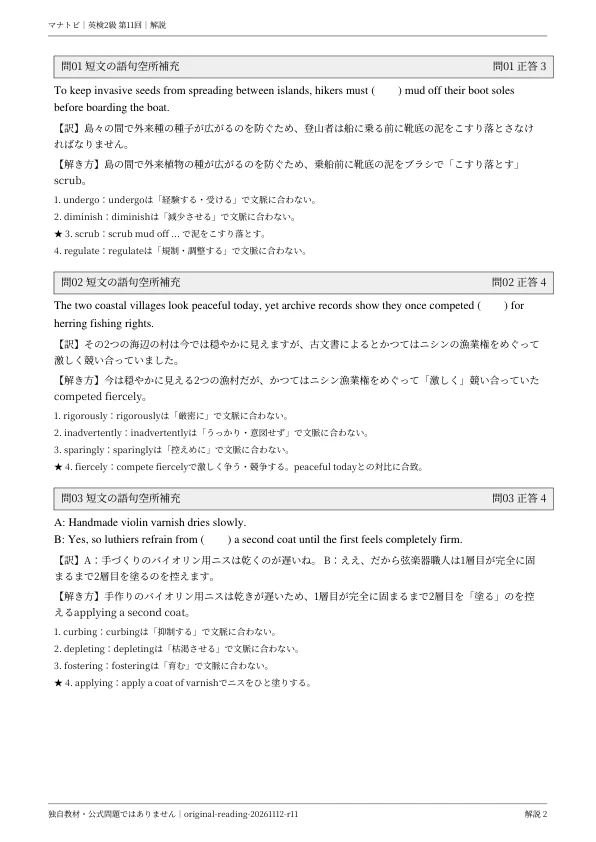 マナトビ｜英検2級 第11回｜解説
問01 短文の語句空所補充 問01 正答 3
To keep invasive seeds from spreading between islands, hikers must (　　) mud off their boot soles
before boarding the boat.
【訳】島々の間で外来種の種子が広がるのを防ぐため、登山者は船に乗る前に靴底の泥をこすり落とさなけ
ればなりません。
【解き方】島の間で外来植物の種が広がるのを防ぐため、乗船前に靴底の泥をブラシで「こすり落とす」
scrub。
1. undergo：undergoは「経験する・受ける」で文脈に合わない。
2. diminish：diminishは「減少させる」で文脈に合わない。
★ 3. scrub：scrub mud off ... で泥をこすり落とす。
4. regulate：regulateは「規制・調整する」で文脈に合わない。
問02 短文の語句空所補充 問02 正答 4
The two coastal villages look peaceful today, yet archive records show they once competed (　　) for
herring fishing rights.
【訳】その2つの海辺の村は今では穏やかに見えますが、古文書によるとかつてはニシンの漁業権をめぐって
激しく競い合っていました。
【解き方】今は穏やかに見える2つの漁村だが、かつてはニシン漁業権をめぐって「激しく」競い合っていた
competed fiercely。
1. rigorously：rigorouslyは「厳密に」で文脈に合わない。
2. inadvertently：inadvertentlyは「うっかり・意図せず」で文脈に合わない。
3. sparingly：sparinglyは「控えめに」で文脈に合わない。
★ 4. fiercely：compete fiercelyで激しく争う・競争する。peaceful todayとの対比に合致。
問03 短文の語句空所補充 問03 正答 4
A: Handmade violin varnish dries slowly.
B: Yes, so luthiers refrain from (　　) a second coat until the first feels completely firm.
【訳】A：手づくりのバイオリン用ニスは乾くのが遅いね。 B：ええ、だから弦楽器職人は1層目が完全に固
まるまで2層目を塗るのを控えます。
【解き方】手作りのバイオリン用ニスは乾きが遅いため、1層目が完全に固まるまで2層目を「塗る」のを控
えるapplying a second coat。
1. curbing：curbingは「抑制する」で文脈に合わない。
2. depleting：depletingは「枯渇させる」で文脈に合わない。
3. fostering：fosteringは「育む」で文脈に合わない。
★ 4. applying：apply a coat of varnishでニスをひと塗りする。
独自教材・公式問題ではありません｜original-reading-20261112-r11 解説 2